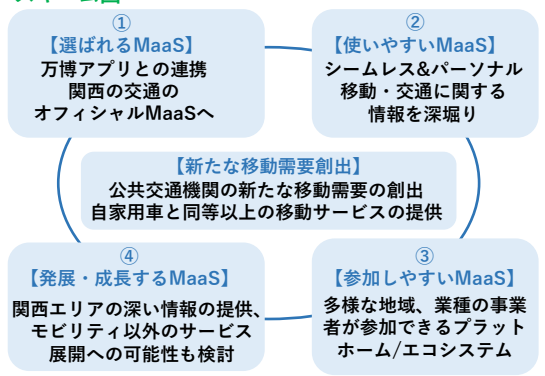 ①
【選ばれるMaaS】
万博アプリとの連携
関西の交通の
オフィシャルMaaSへ
②
【使いやすいMaaS】
シームレス&パーソナル
移動・交通に関する
情報を深堀り
【新たな移動需要創出】
公共交通機関の新たな移動需要の創出
自家用車と同等以上の移動サービスの提供
④
【発展・成長するMaaS】
関西エリアの深い情報の提供、
モビリティ以外のサービス
展開への可能性も検討
③
【参加しやすいMaaS】
多様な地域、業種の事業
者が参加できるプラット
ホーム/エコシステム